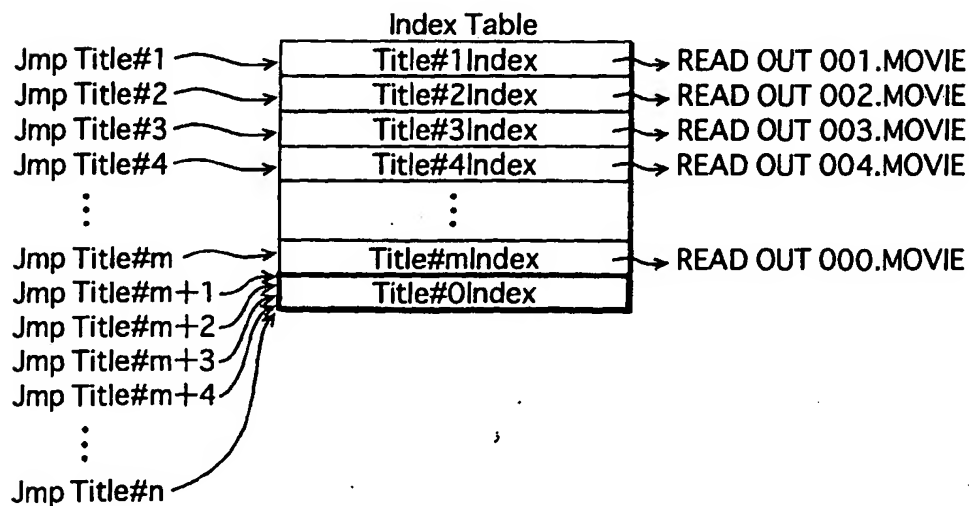 Index Table
Jmp Title#1 Title#1Index READ OUT 001.MOVIE
Jmp Title#2 Title#2Index READ OUT 002.MOVIE
Jmp Title#3 Title#3Index READ OUT 003.MOVIE
Jmp Title#4 Title#4Index READ OUT 004.MOVIE
Jmp Title#m Title#mIndex READ OUT 000.MOVIE
Jmp Title#m+1 Title#0Index
Jmp Title#m+2
Jmp Title#m+3
Jmp Title#m+4
Jmp Title#n